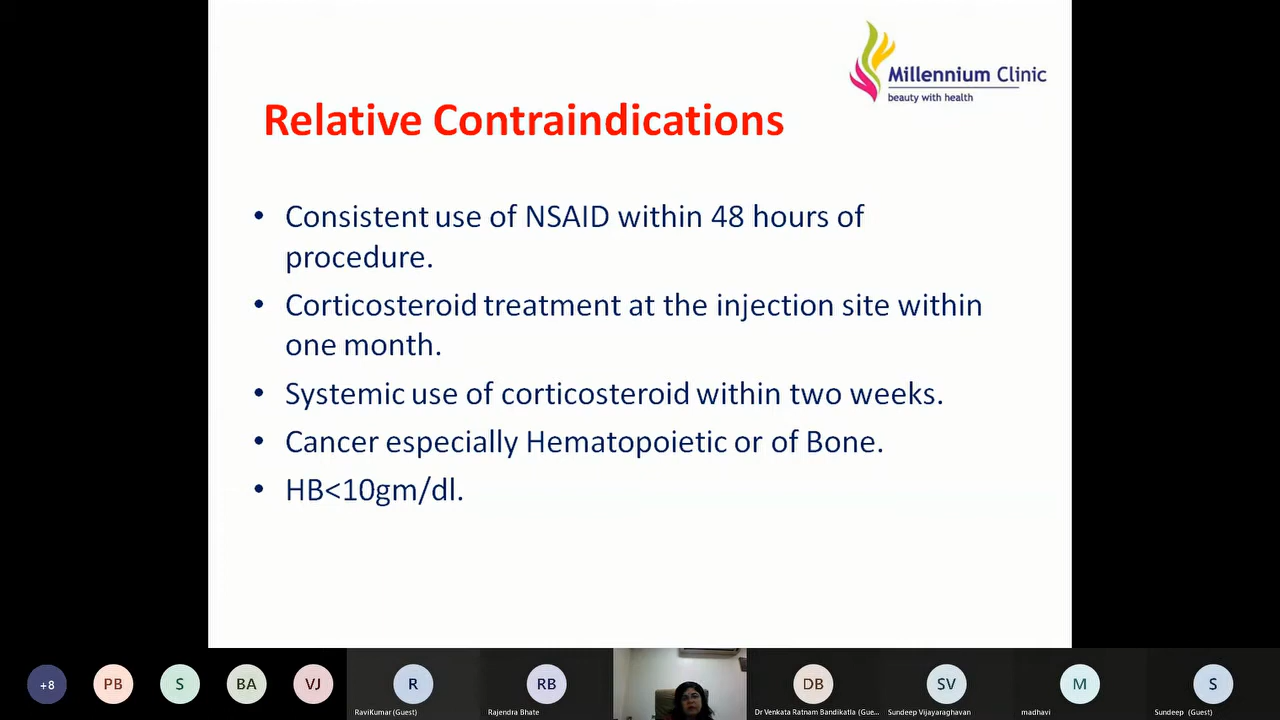 Millennium Clinic
beauty with health
Relative Contraindications
• Consistent use of NSAID within 48 hours of
procedure.
• Corticosteroid treatment at the injection site within
one month.
• Systemic use of corticosteroid within two weeks.
• Cancer especially Hematopoietic or of Bone.
• HB<10gm/dl.
+8
PB
S
BA
VJ
R
RB
DB
SV
M
S
RaviKumar (Guest)
Rajendra Bhate
Dr Venkata Ratnam Bandikatla (Gue...
Sundeep Vijayaraghavan
madhavi
Sundeep (Guest)